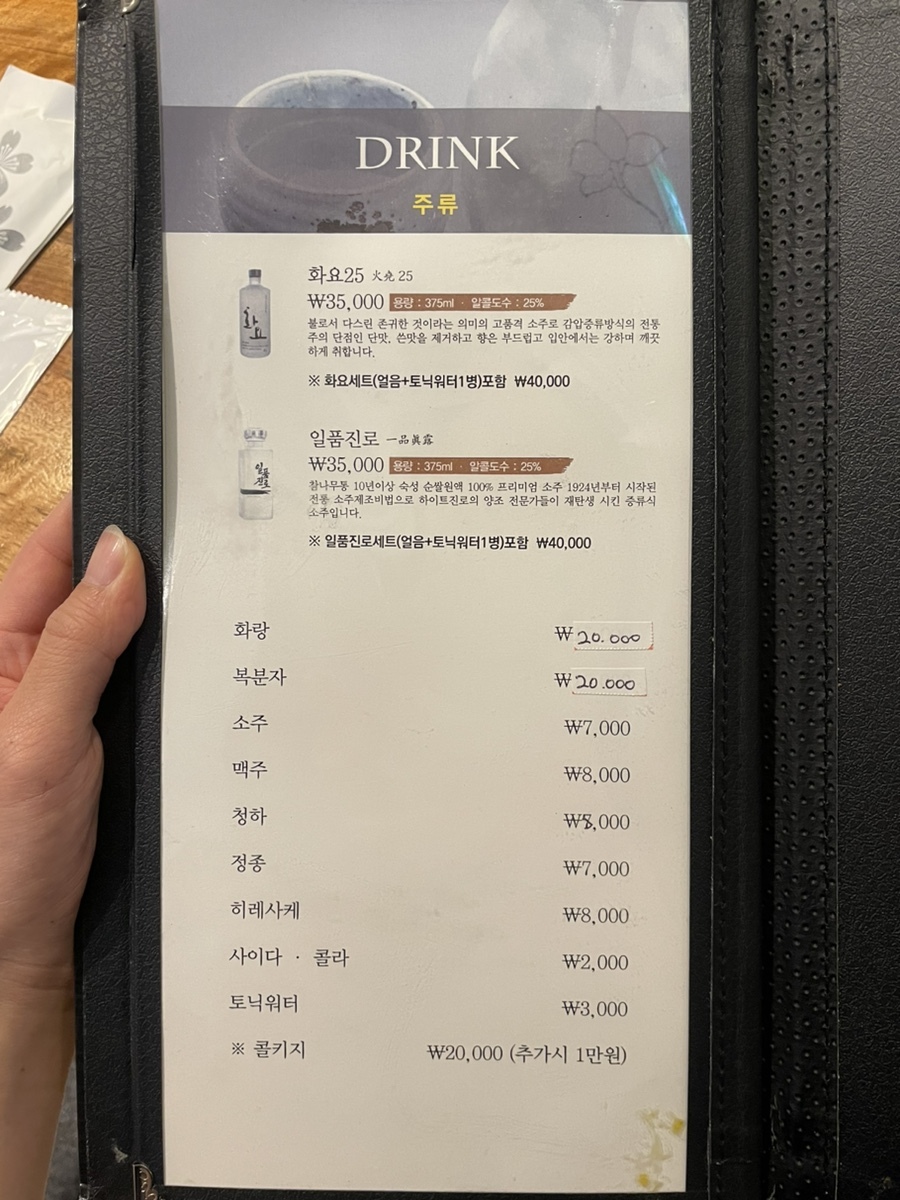 DRINK
주류
화요25 火堯 25
₩35,000 용량 : 375ml · 알콜도수 : 25%
불로서 다스린 존귀한 것이라는 의미의 고품격 소주로 감압증류방식의 전통
주의 단점인 단맛, 쓴맛을 제거하고 향은 부드럽고 입안에서는 강하며 깨끗
하게 취합니다.
※ 화요세트(얼음+토닉워터1병)포함 ₩40,000
일품진로 一品眞露
₩35,000 용량 : 375ml · 알콜도수 : 25%
참나무통 10년이상 숙성 순쌀원액 100% 프리미엄 소주 1924년부터 시작된
전통 소주제조비법으로 하이트진로의 양조 전문가들이 재탄생 시킨 증류식
소주입니다.
※ 일품진로세트(얼음+토닉워터1병)포함 ₩40,000
화랑 ₩20.000
복분자 ₩20.000
소주 ₩7,000
맥주 ₩8,000
청하 ₩8,000
정종 ₩7,000
히레사케 ₩8,000
사이다 · 콜라 ₩2,000
토닉워터 ₩3,000
※ 콜키지 ₩20,000 (추가시 1만원)
화요
일품진로